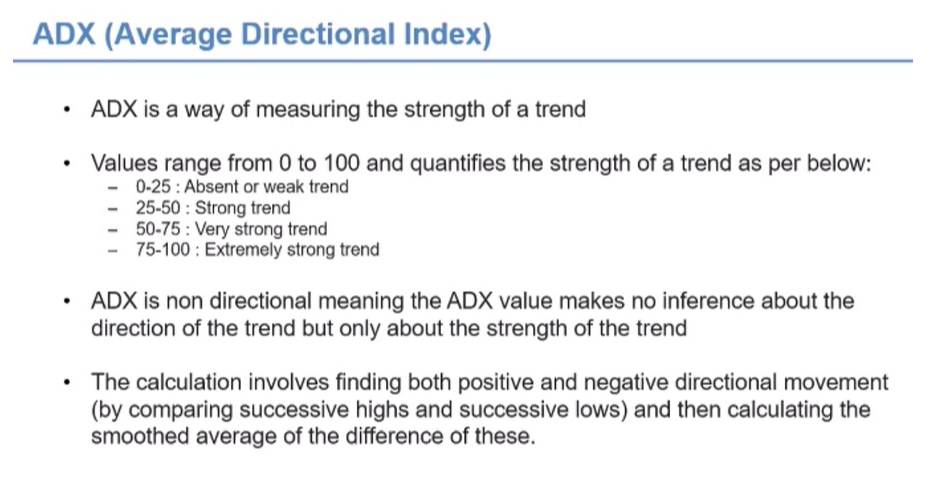 ADX (Average Directional Index)
• ADX is a way of measuring the strength of a trend
• Values range from 0 to 100 and quantifies the strength of a trend as per below:
– 0-25 : Absent or weak trend
– 25-50 : Strong trend
– 50-75 : Very strong trend
– 75-100 : Extremely strong trend
• ADX is non directional meaning the ADX value makes no inference about the
direction of the trend but only about the strength of the trend
• The calculation involves finding both positive and negative directional movement
(by comparing successive highs and successive lows) and then calculating the
smoothed average of the difference of these.